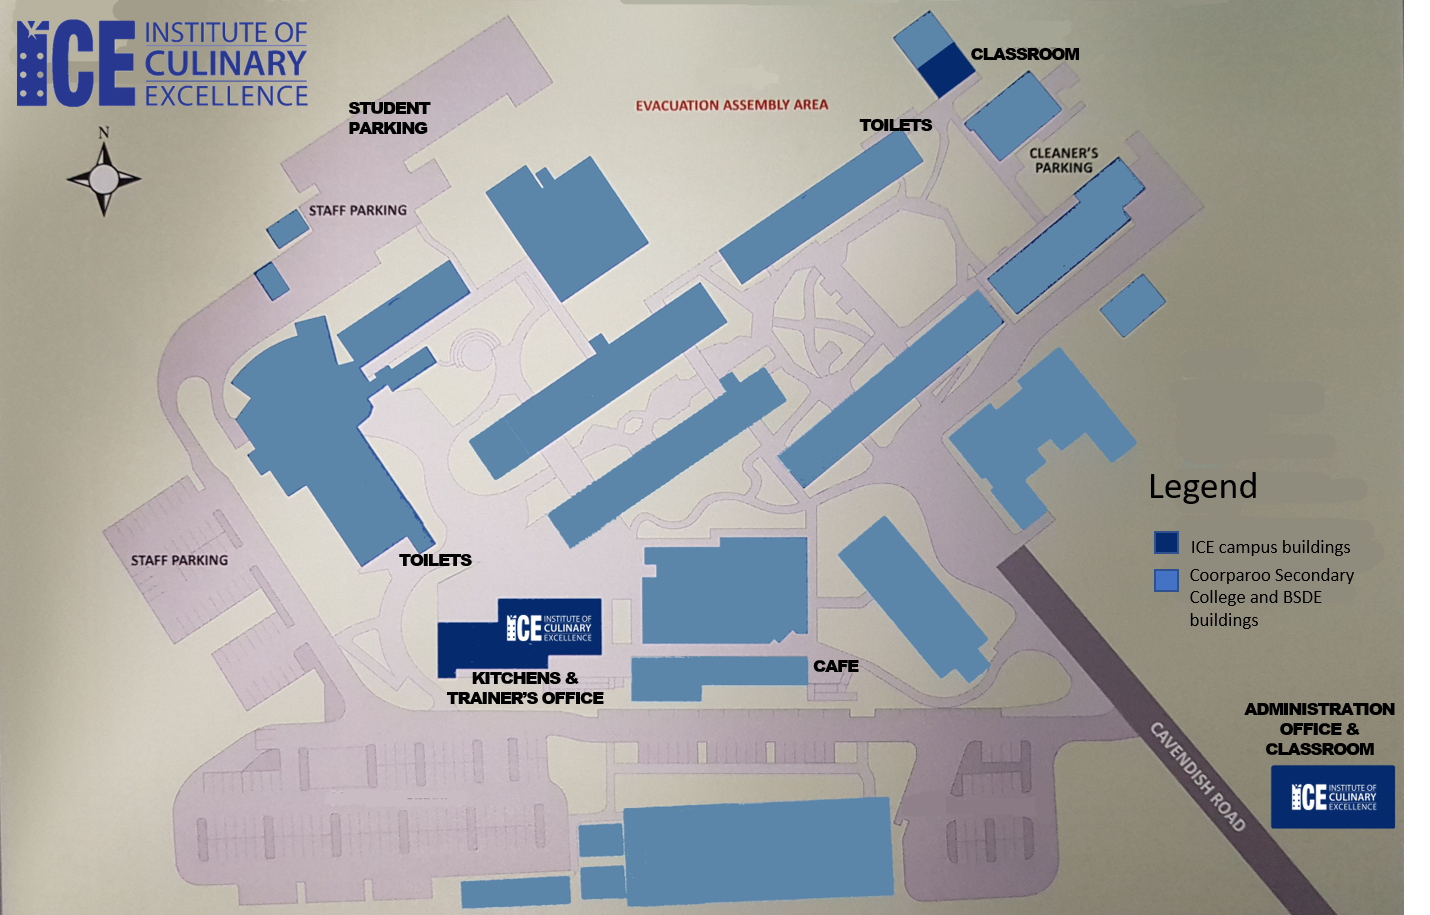 ICE INSTITUTE OF
CULINARY
EXCELLENCE
STUDENT
PARKING
N
STAFF PARKING
EVACUATION ASSEMBLY AREA
CLASSROOM
TOILETS
CLEANER'S
PARKING
STAFF PARKING
TOILETS
ICE INSTITUTE OF
CULINARY
EXCELLENCE
KITCHENS &
TRAINER'S OFFICE
CAFE
Legend
ICE campus buildings
Coorparoo Secondary
College and BSDE
buildings
CAVENDISH ROAD
ADMINISTRATION
OFFICE &
CLASSROOM
ICE INSTITUTE OF
CULINARY
EXCELLENCE